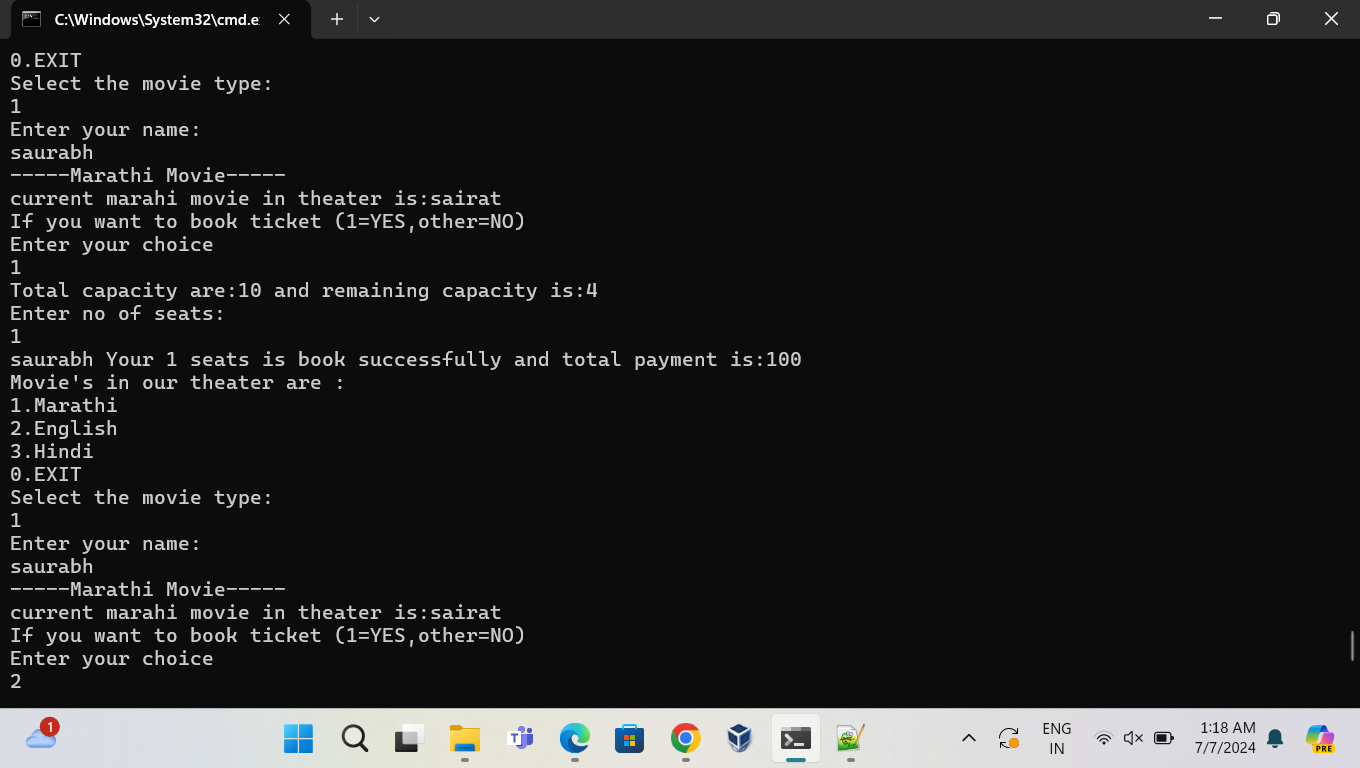 C:\Windows\System32\cmd.e
0.EXIT
Select the movie type:
1
Enter your name:
saurabh
-----Marathi Movie-----
current marahi movie in theater is:sairat
If you want to book ticket (1=YES,other=NO)
Enter your choice
1
Total capacity are:10 and remaining capacity is:4
Enter no of seats:
1
saurabh Your 1 seats is book successfully and total payment is:100
Movie's in our theater are :
1.Marathi
2.English
3.Hindi
0.EXIT
Select the movie type:
1
Enter your name:
saurabh
-----Marathi Movie-----
current marahi movie in theater is:sairat
If you want to book ticket (1=YES,other=NO)
Enter your choice
2
1
ENG
IN
1:18 AM
7/7/2024
PRE